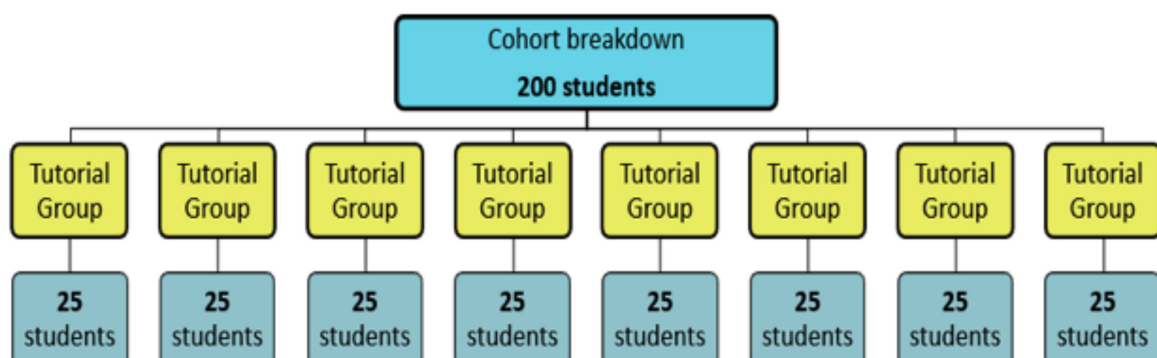 Cohort breakdown
200 students
Tutorial Tutorial Tutorial Tutorial Tutorial Tutorial Tutorial Tutorial
Group Group Group Group Group Group Group Group
25 25 25 25 25 25 25 25
students students students students students students students students